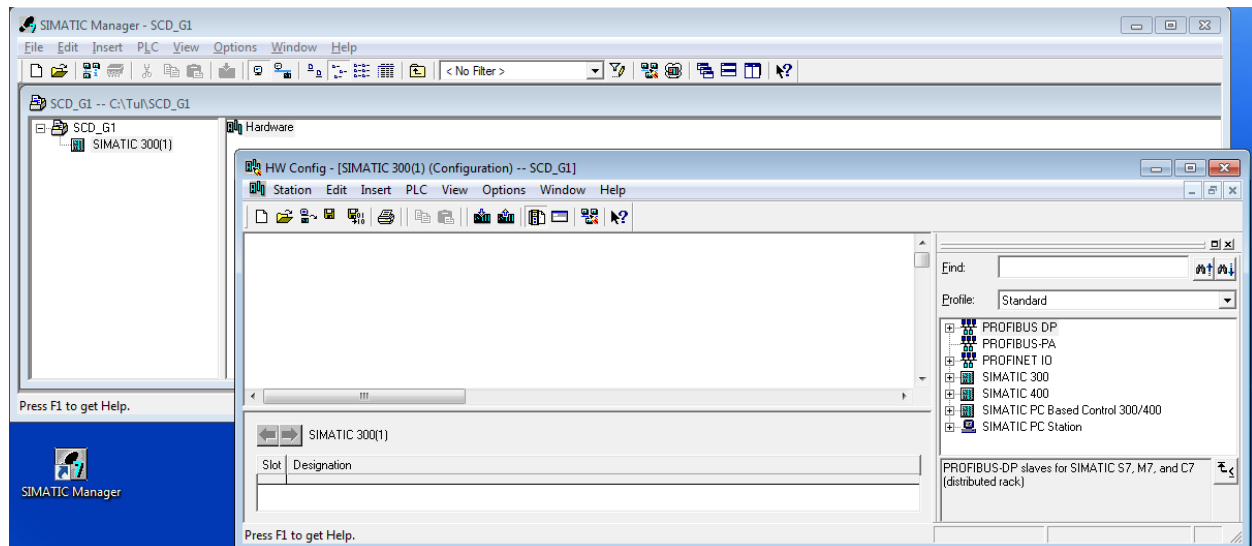 SIMATIC Manager - SCD_G1
File Edit Insert PLC View Options Window Help
< No Filter >
SCD_G1 -- C:\Tul\SCD_G1
SCD_G1
SIMATIC 300(1)
Hardware
HW Config - [SIMATIC 300(1) (Configuration) -- SCD_G1]
Station Edit Insert PLC View Options Window Help
Find:
Profile: Standard
PROFIBUS DP
PROFIBUS-PA
PROFINET IO
SIMATIC 300
SIMATIC 400
SIMATIC PC Based Control 300/400
SIMATIC PC Station
SIMATIC 300(1)
Slot Designation
PROFIBUS-DP slaves for SIMATIC S7, M7, and C7
(distributed rack)
Press F1 to get Help.
Press F1 to get Help.
SIMATIC Manager